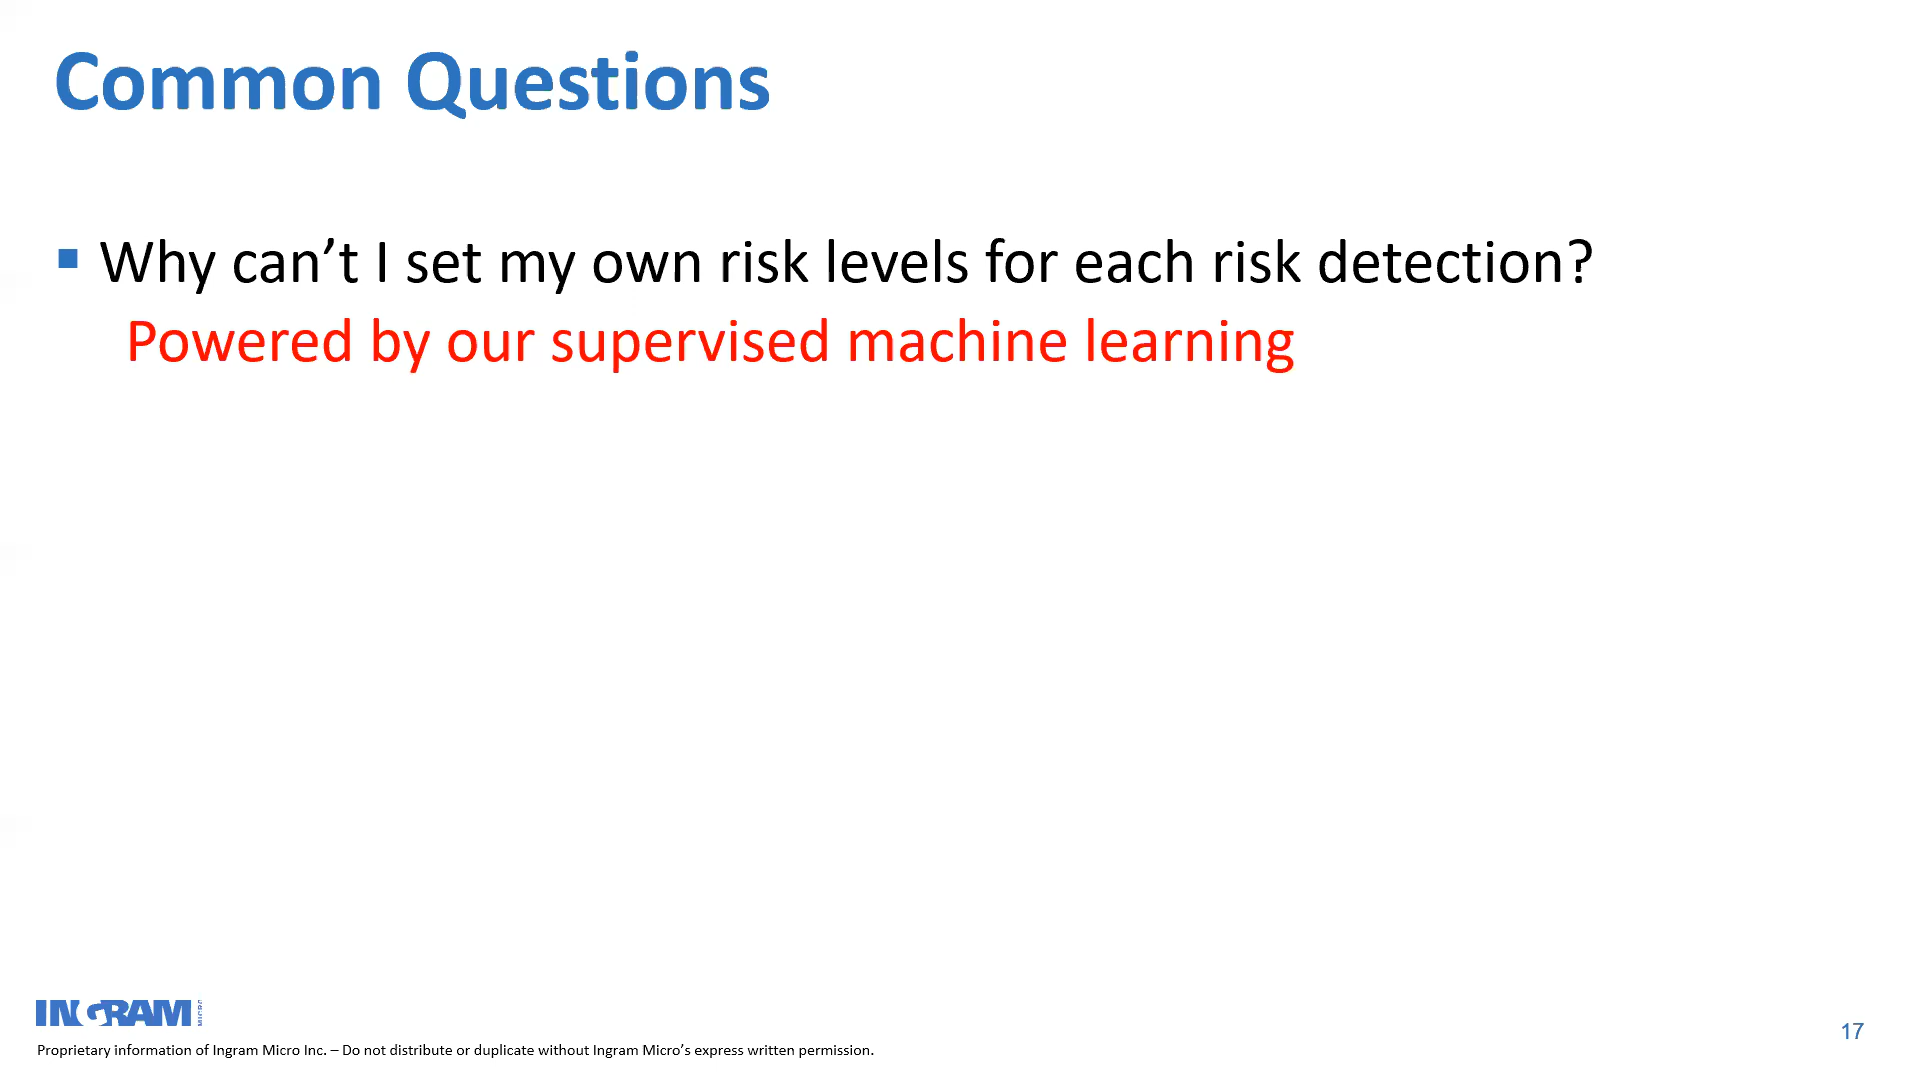 Common Questions
Why can’t I set my own risk levels for each risk detection?
Powered by our supervised machine learning
INGRAM MICRO
Proprietary information of Ingram Micro Inc. – Do not distribute or duplicate without Ingram Micro’s express written permission.
17